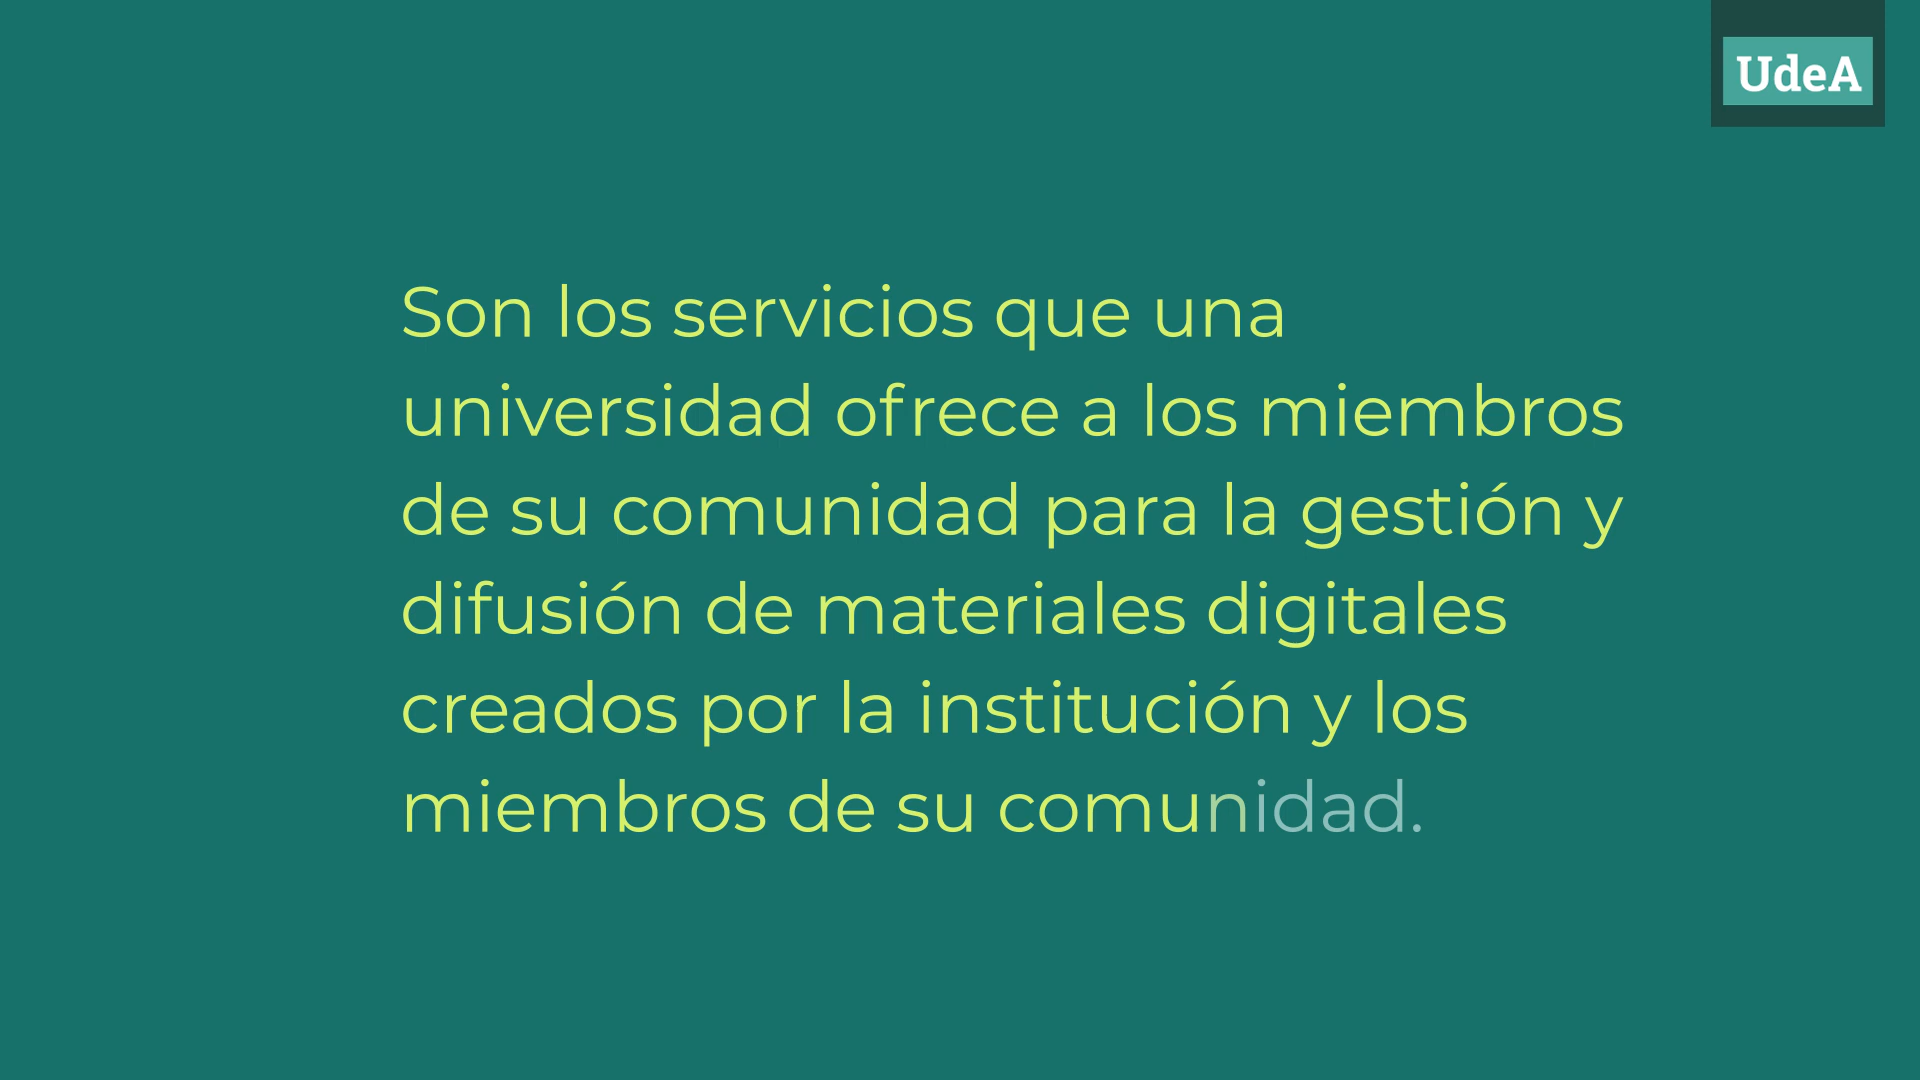 UdeA
Son los servicios que una
universidad ofrece a los miembros
de su comunidad para la gestión y
difusión de materiales digitales
creados por la institución y los
miembros de su comunidad.